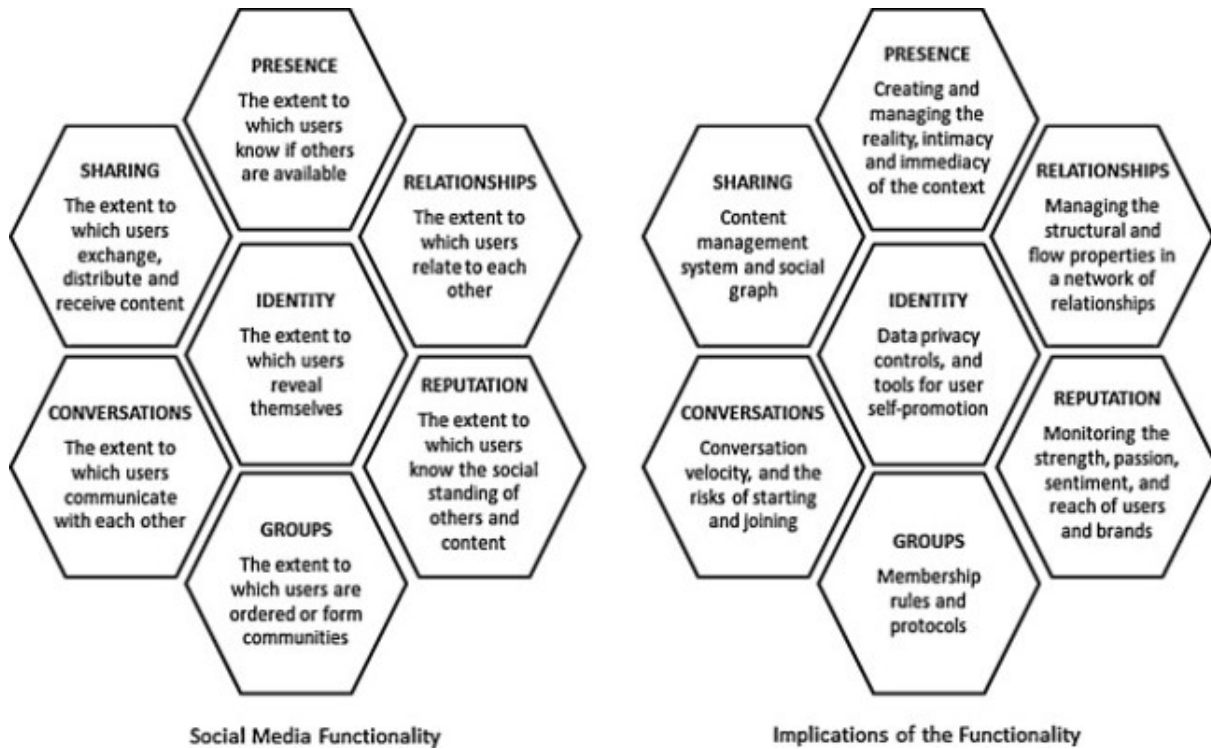 PRESENCE
The extent to
which users
know if others
are available
SHARING
The extent to
which users
exchange,
distribute and
receive content
RELATIONSHIPS
The extent to
which users
relate to each
other
IDENTITY
The extent to
which users
reveal
themselves
CONVERSATIONS
The extent to
which users
communicate
with each other
REPUTATION
The extent to
which users
know the social
standing of
others and
content
GROUPS
The extent to
which users are
ordered or form
communities
Social Media Functionality
PRESENCE
Creating and
managing the
reality, intimacy
and immediacy
of the context
SHARING
Content
management
system and social
graph
RELATIONSHIPS
Managing the
structural and
flow properties in
a network of
relationships
IDENTITY
Data privacy
controls, and
tools for user
self-promotion
CONVERSATIONS
Conversation
velocity, and the
risks of starting
and joining
REPUTATION
Monitoring the
strength, passion,
sentiment, and
reach of users
and brands
GROUPS
Membership
rules and
protocols
Implications of the Functionality